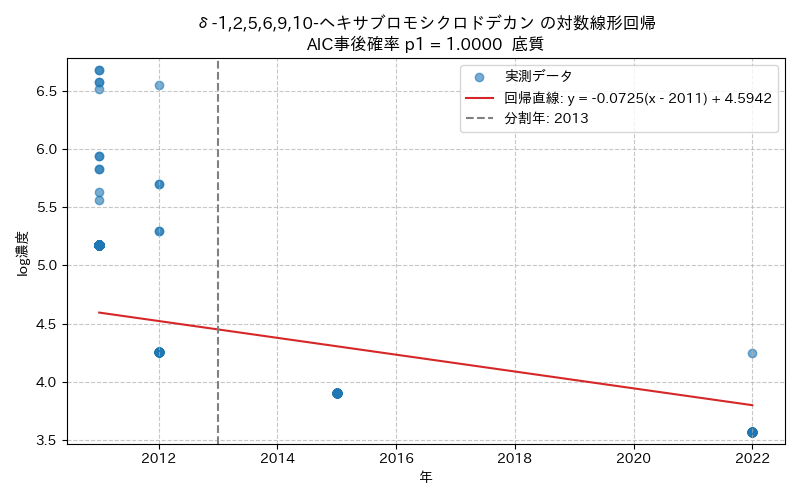 δ-1,2,5,6,9,10-ヘキサブロモシクロドデカン の対数線形回帰
AIC事後確率 p1 = 1.0000 底質
実測データ
回帰直線: y = -0.0725(x - 2011) + 4.5942
分割年: 2013
log濃度
6.5
6.0
5.5
5.0
4.5
4.0
3.5
2012 2014 2016 2018 2020 2022
年